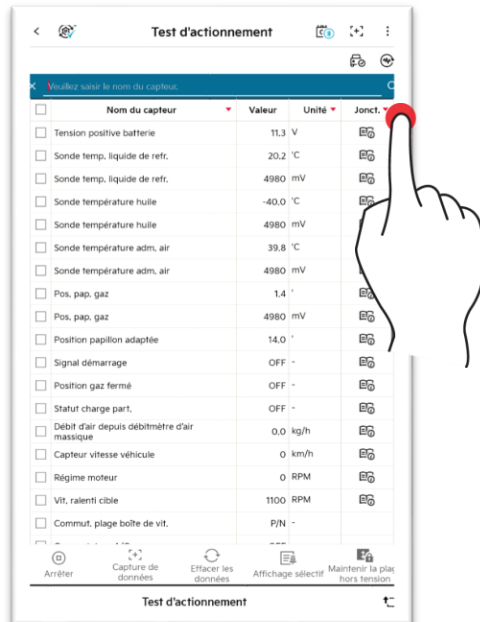 Test d'actionnement
Veuillez saisir le nom du capteur.
Nom du capteur Valeur Unité Jonct.
Tension positive batterie 11,3 V
Sonde temp. liquide de refr. 20,2 °C
Sonde temp. liquide de refr. 4980 mV
Sonde température huile -40,0 °C
Sonde température huile 4980 mV
Sonde température adm. air 39,8 °C
Sonde température adm. air 4980 mV
Pos. pap. gaz 1.4 °
Pos. pap. gaz 4980 mV
Position papillon adaptée 14.0 °
Signal démarrage OFF -
Position gaz fermé OFF -
Statut charge part. OFF -
Débit d'air depuis débitmètre d'air
massique 0.0 kg/h
Capteur vitesse véhicule 0 km/h
Régime moteur 0 RPM
Vit. ralenti cible 1100 RPM
Commut. plage boîte de vit. P/N -
Arrêter
Capture de
données
Effacer les
données
Affichage sélectif
Maintenir la plag
hors tension
Test d'actionnement